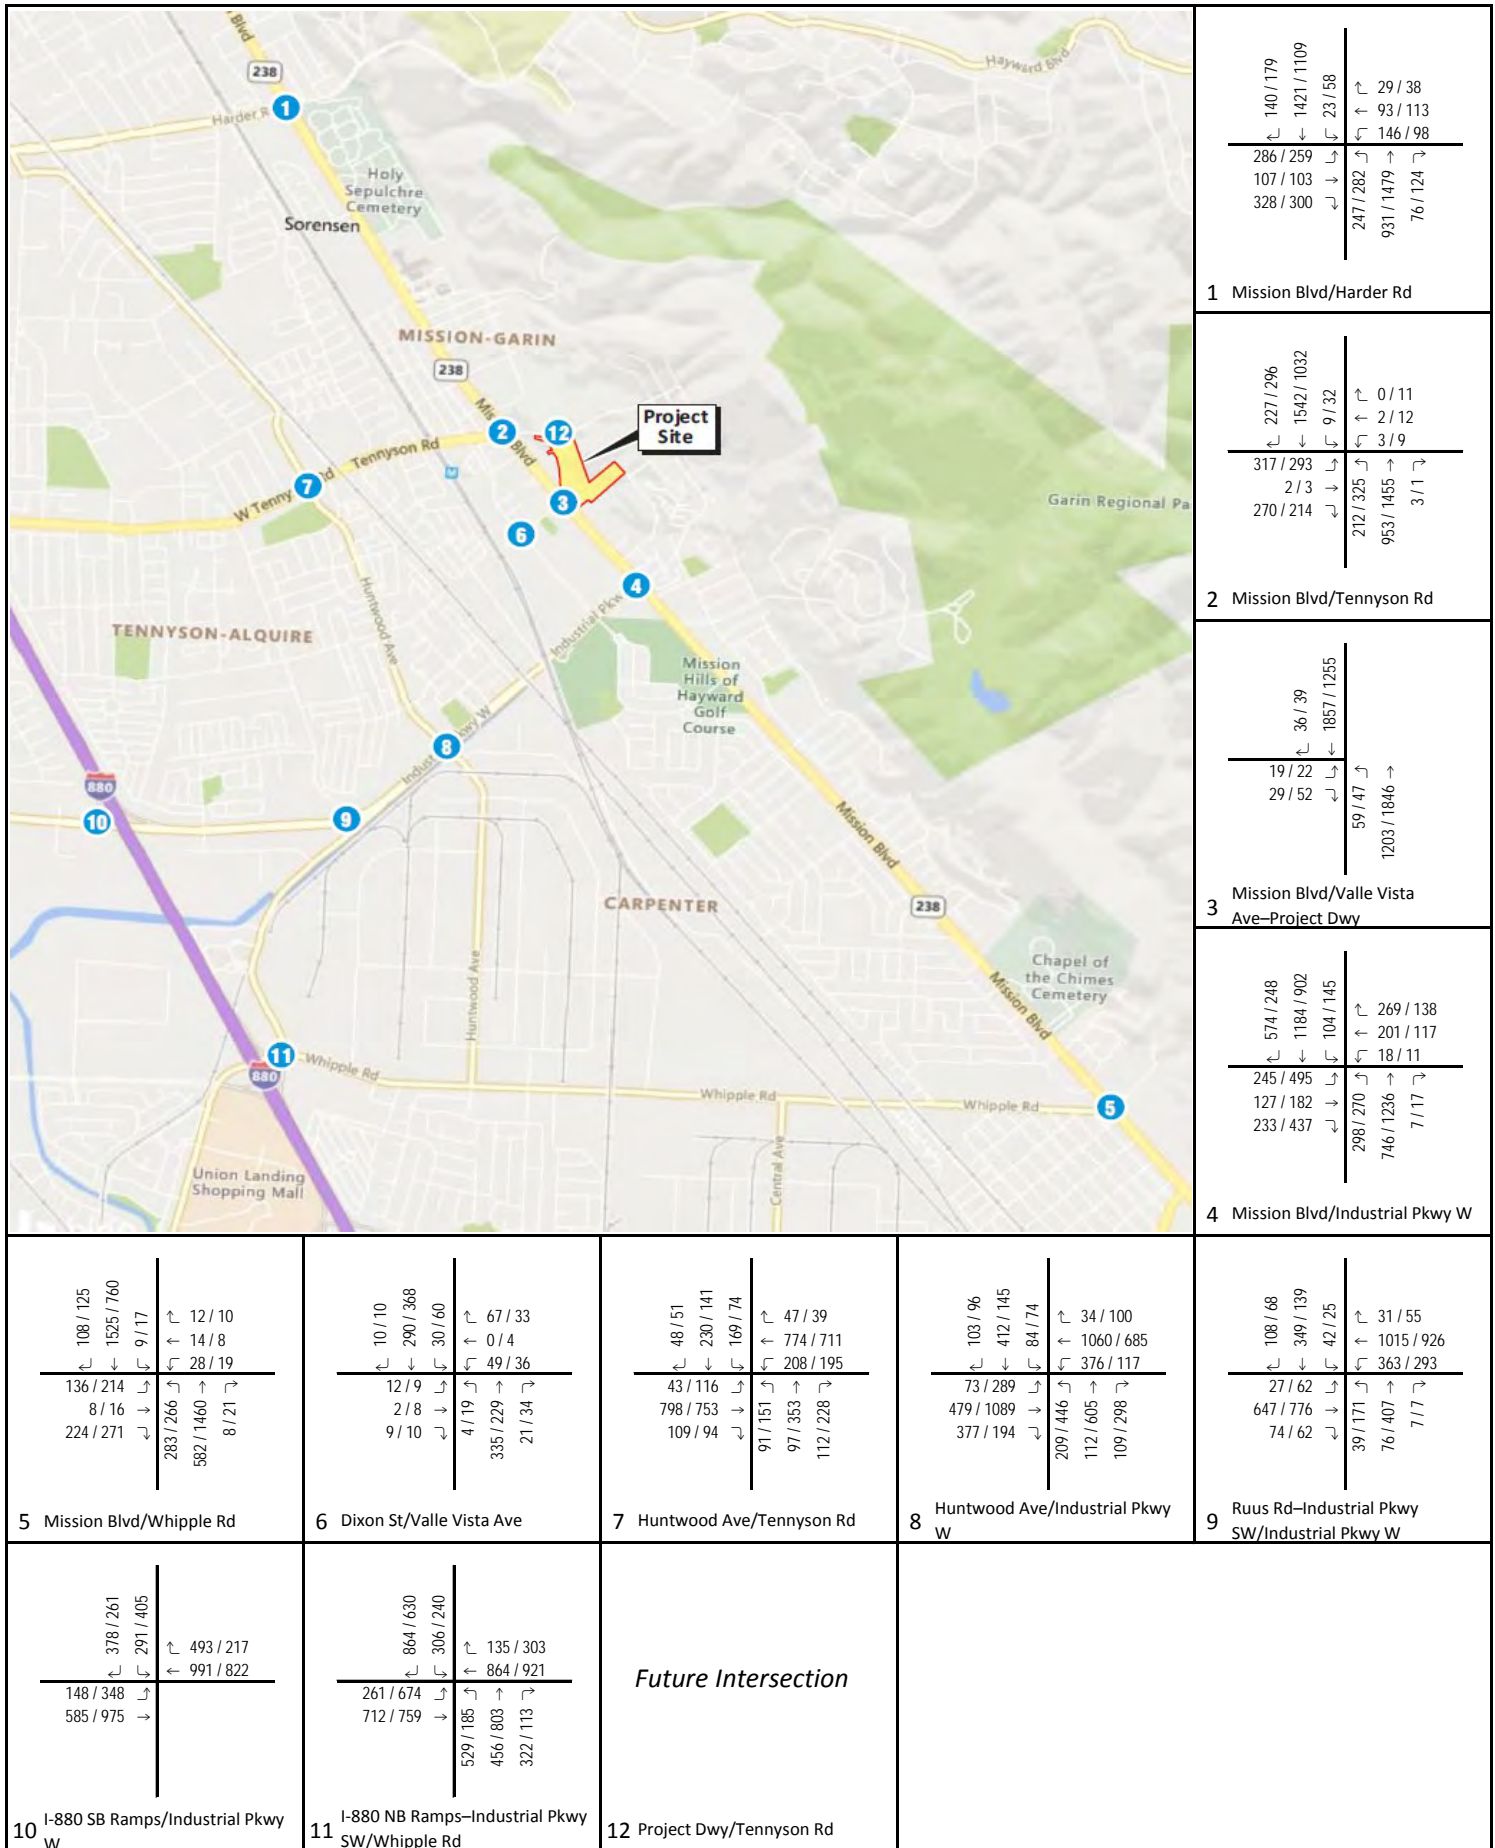 Blvd
238
Hayward Blvd
1
Harder R
Holy
Sepulchre
Cemetery
Sorensen
MISSION-GARIN
238
Mis
Blvd
2
12
Project
Site
Tennyson Rd
7
W Tenny
Rd
M
3
6
Garin Regional Pa
4
Industrial Pkw
Huntwood Ave
TENNYSON-ALQUIRE
Mission
Hills of
Hayward
Golf
Course
8
Indust
kwy W
880
10
9
Mission Blvd
CARPENTER
238
Chapel of
the Chimes
Cemetery
Mission Blvd
Huntwood Ave
11
880
Whipple Rd
Whipple Rd
Whipple Rd
5
Central Ave
Union Landing
Shopping Mall
140 / 179
1421 / 1109
23 / 58
29 / 38
93 / 113
146 / 98
286 / 259
107 / 103
328 / 300
247 / 282
931 / 1479
76 / 124
1 Mission Blvd/Harder Rd
227 / 296
1542 / 1032
9 / 32
0 / 11
2 / 12
3 / 9
317 / 293
2 / 3
270 / 214
212 / 325
953 / 1455
3 / 1
2 Mission Blvd/Tennyson Rd
36 / 39
1857 / 1255
19 / 22
29 / 52
59 / 47
1203 / 1846
3 Mission Blvd/Valle Vista
Ave–Project Dwy
574 / 248
1184 / 902
104 / 145
269 / 138
201 / 117
18 / 11
245 / 495
127 / 182
233 / 437
298 / 270
746 / 1236
7 / 17
4 Mission Blvd/Industrial Pkwy W
108 / 125
1525 / 760
9 / 17
12 / 10
14 / 8
28 / 19
136 / 214
8 / 16
224 / 271
283 / 266
582 / 1460
8 / 21
5 Mission Blvd/Whipple Rd
10 / 10
290 / 368
30 / 60
67 / 33
0 / 4
49 / 36
12 / 9
2 / 8
9 / 10
4 / 19
335 / 229
21 / 34
6 Dixon St/Valle Vista Ave
48 / 51
230 / 141
169 / 74
47 / 39
774 / 711
208 / 195
43 / 116
798 / 753
109 / 94
91 / 151
97 / 353
112 / 228
7 Huntwood Ave/Tennyson Rd
103 / 96
412 / 145
84 / 74
34 / 100
1060 / 685
376 / 117
73 / 289
479 / 1089
377 / 194
209 / 446
112 / 605
109 / 298
8 Huntwood Ave/Industrial Pkwy
W
108 / 68
349 / 139
42 / 25
31 / 55
1015 / 926
363 / 293
27 / 62
647 / 776
74 / 62
39 / 171
76 / 407
7 / 7
9 Ruus Rd–Industrial Pkwy
SW/Industrial Pkwy W
378 / 261
291 / 405
493 / 217
991 / 822
148 / 348
585 / 975
10 I-880 SB Ramps/Industrial Pkwy
W
864 / 630
306 / 240
135 / 303
864 / 921
261 / 674
712 / 759
529 / 185
456 / 803
322 / 113
11 I-880 NB Ramps–Industrial Pkwy
SW/Whipple Rd
Future Intersection
12 Project Dwy/Tennyson Rd